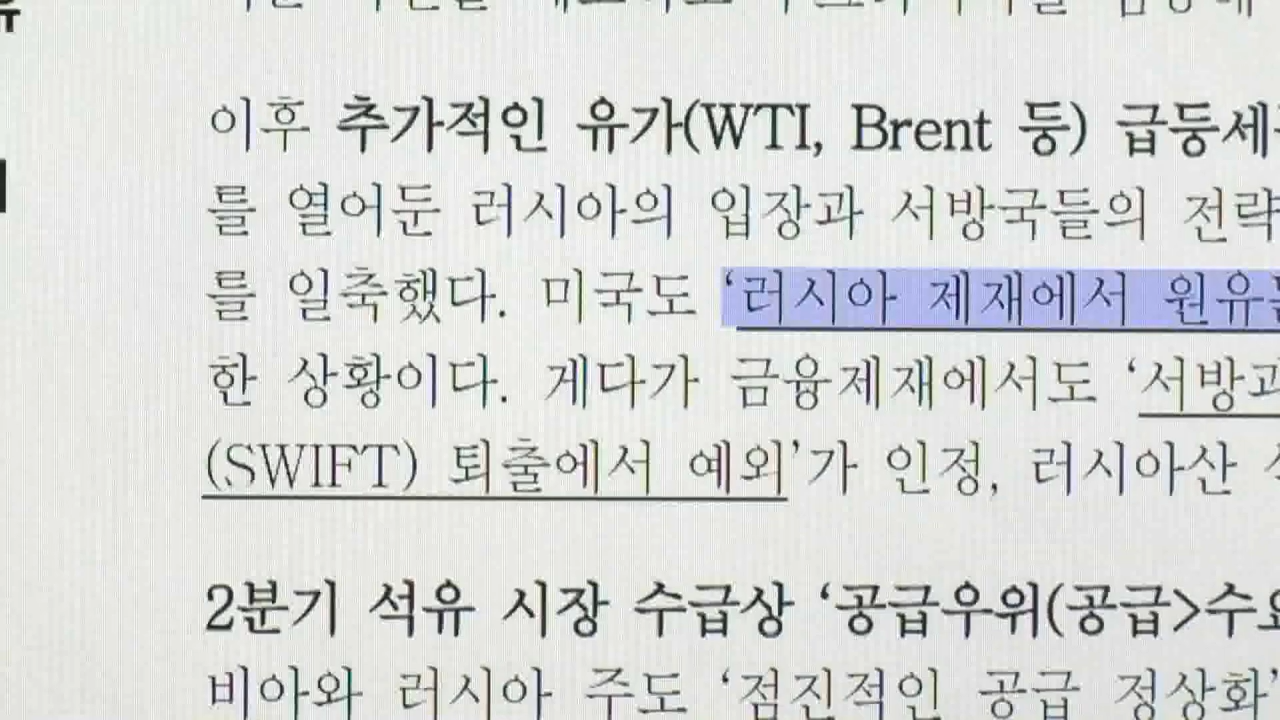 이후 추가적인 유가(WTI, Brent 등) 급등세
를 열어둔 러시아의 입장과 서방국들의 전략
를 일축했다. 미국도 ‘러시아 제재에서 원유
한 상황이다. 게다가 금융제재에서도 ‘서방
(SWIFT) 퇴출에서 예외’가 인정, 러시아산
2분기 석유 시장 수급상 ‘공급우위(공급>수요
비아와 러시아 주도 ‘점진적인 공급 정상화’